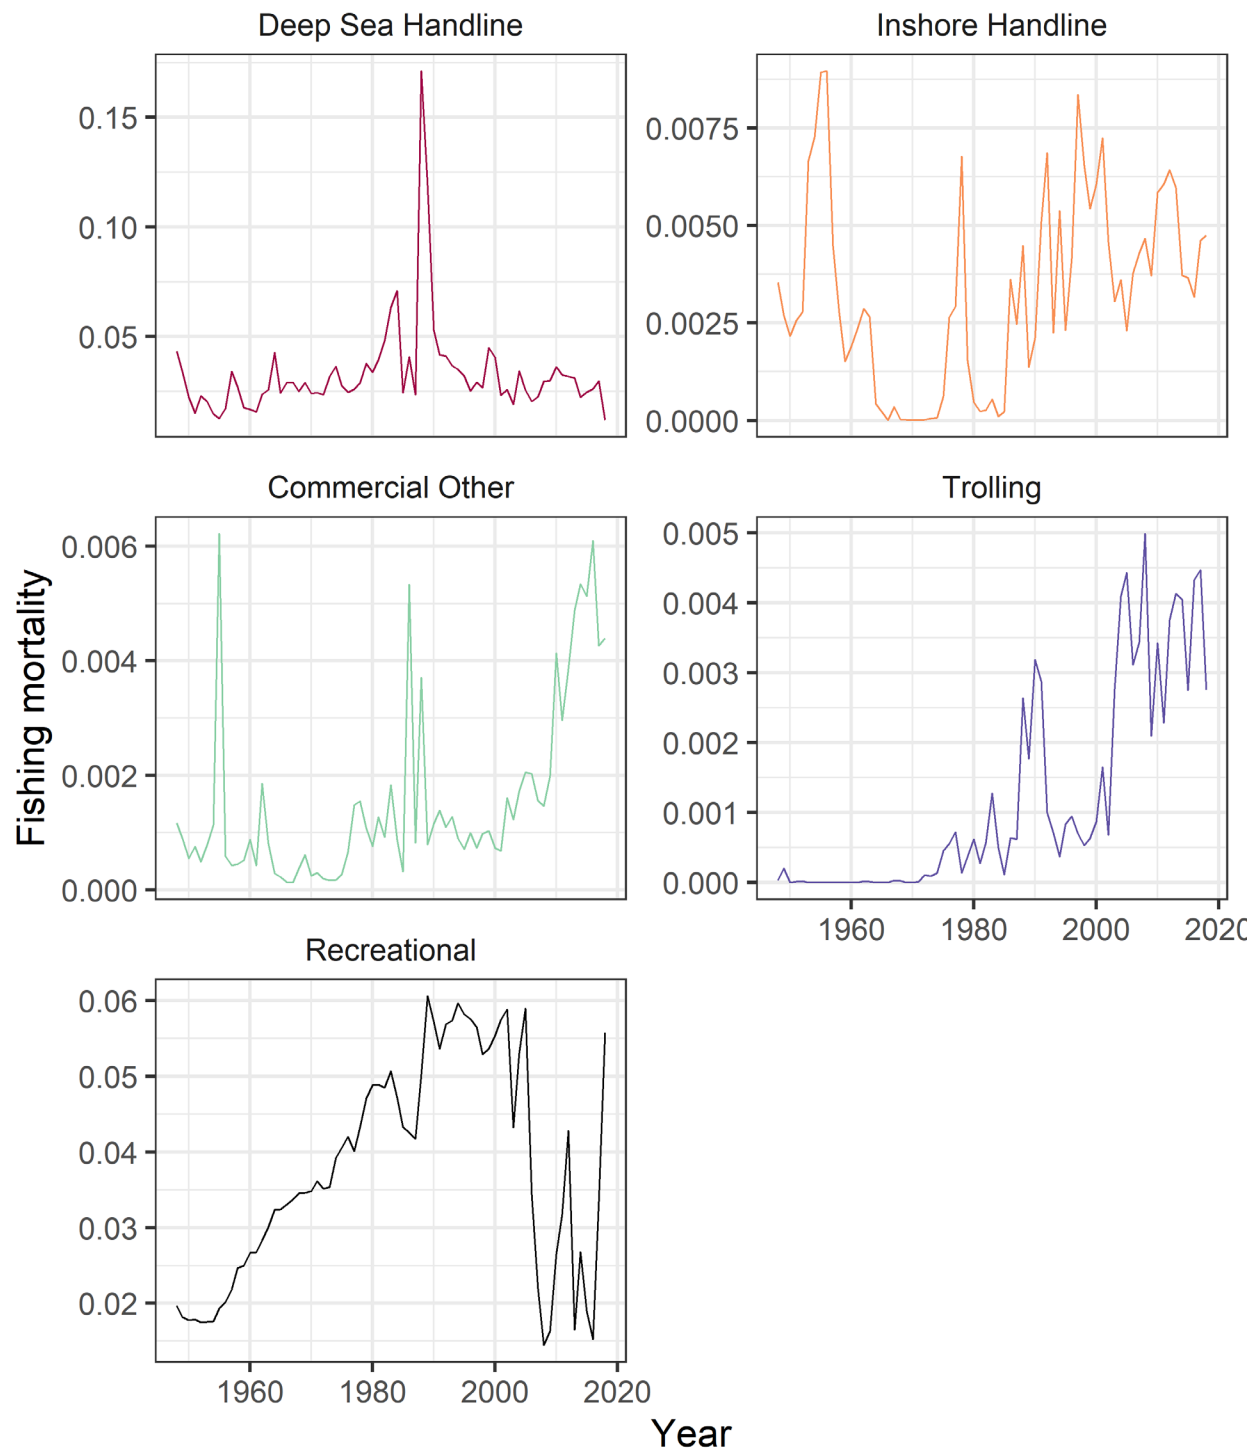 Deep Sea Handline
0.15
0.10
0.05
Inshore Handline
0.0075
0.0050
0.0025
0.0000
Commercial Other
0.006
0.004
0.002
0.000
Trolling
0.005
0.004
0.003
0.002
0.001
0.000
1960 1980 2000 2020
Fishing mortality
Recreational
0.06
0.05
0.04
0.03
0.02
1960 1980 2000 2020
Year